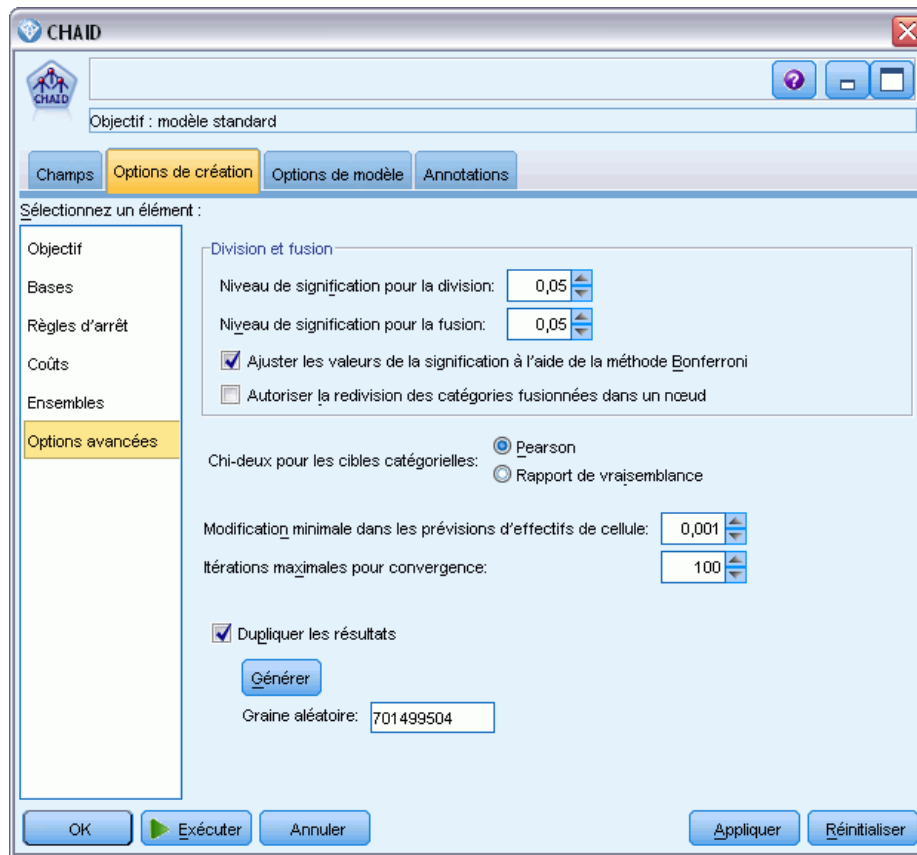 CHAID
CHAID
Objectif : modèle standard
Champs
Options de création
Options de modèle
Annotations
Sélectionnez un élément :
Objectif
Bases
Règles d'arrêt
Coûts
Ensembles
Options avancées
Division et fusion
Niveau de signification pour la division: 0,05
Niveau de signification pour la fusion: 0,05
Ajuster les valeurs de la signification à l'aide de la méthode Bonferroni
Autoriser la redivision des catégories fusionnées dans un nœud
Chi-deux pour les cibles catégorielles:
Pearson
Rapport de vraisemblance
Modification minimale dans les prévisions d'effectifs de cellule: 0,001
Itérations maximales pour convergence: 100
Dupliquer les résultats
Générer
Graine aléatoire: 701499504
OK
Exécuter
Annuler
Appliquer
Réinitialiser